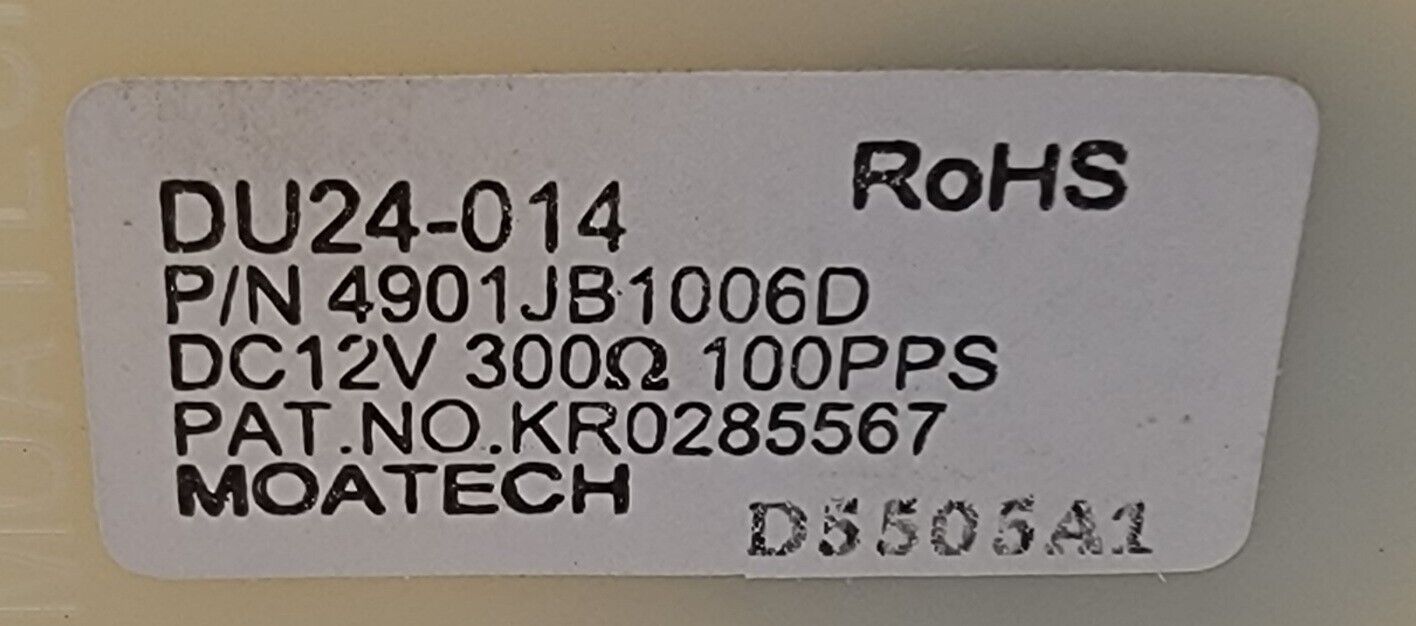 RoHS
DU24-014
P/N 4901JB1006D
DC12V 300Ω 100PPS
PAT.NO.KR0285567
MOATECH
D5505A1